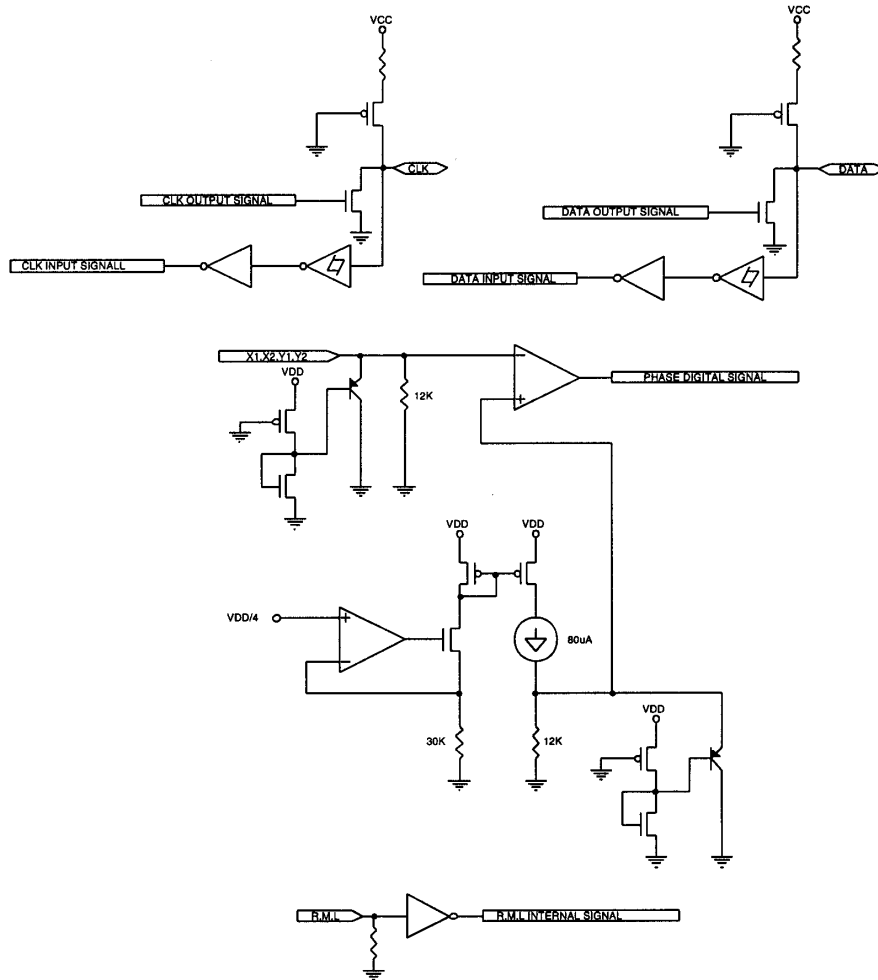 VCC
VCC
CLK
DATA
CLK OUTPUT SIGNAL
DATA OUTPUT SIGNAL
CLK INPUT SIGNALL
DATA INPUT SIGNAL
X1.X2.Y1.Y2
PHASE DIGITAL SIGNAL
VDD
12K
VDD
VDD
VDD/4
80uA
VDD
30K
12K
R.M.L
R.M.L INTERNAL SIGNAL